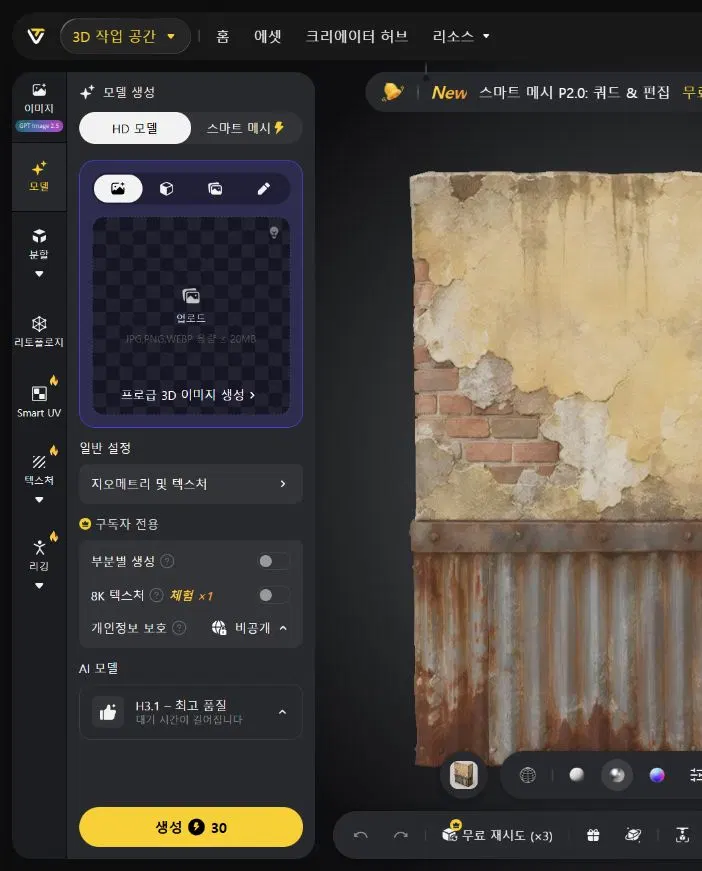 3D 작업 공간
홈
에셋
크리에이터 허브
리소스
이미지
GPT Image 2.5
모델
분할
리토폴로지
Smart UV
텍스처
리깅
모델 생성
HD 모델
스마트 메시
업로드
JPG,PNG,WEBP 용량 ≤ 20MB
프로급 3D 이미지 생성
일반 설정
지오메트리 및 텍스처
구독자 전용
부분별 생성
8K 텍스처 체험 ×1
개인정보 보호 비공개
AI 모델
H3.1 – 최고 품질
대기 시간이 길어집니다
생성 30
New 스마트 메시 P2.0: 쿼드 & 편집 무료
무료 재시도 (×3)